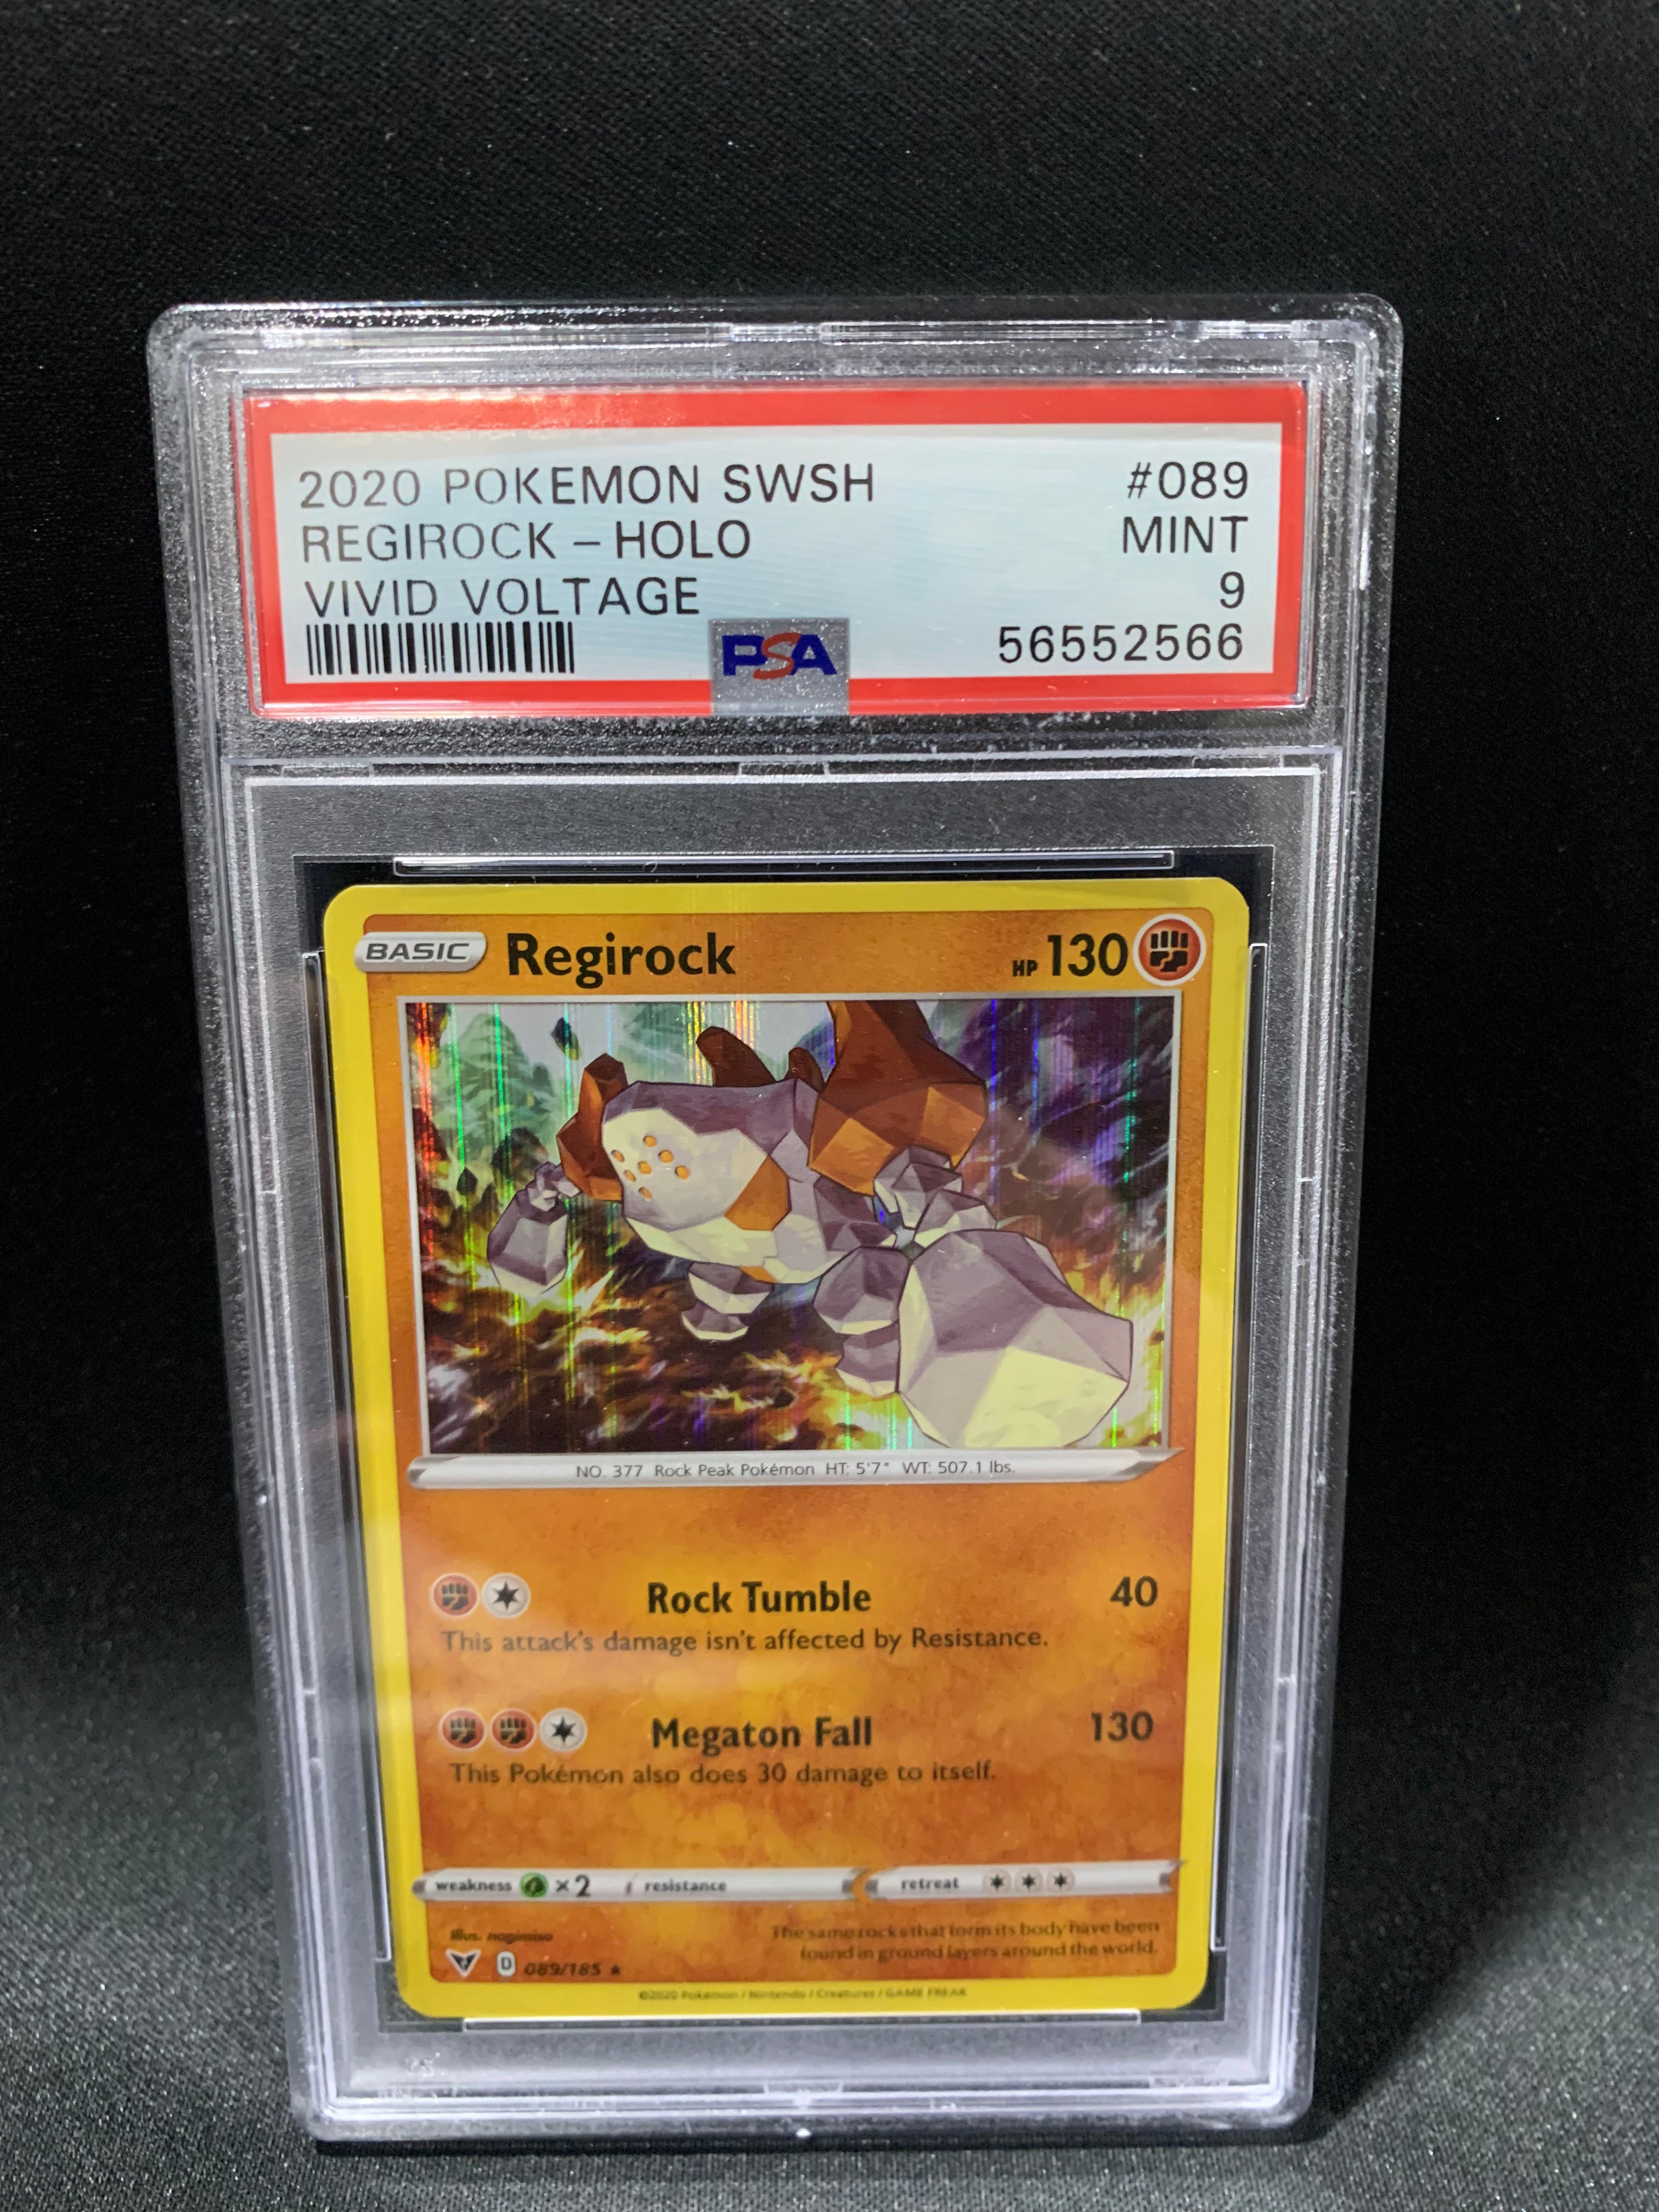 2020 POKEMON SWSH #089
REGIROCK – HOLO MINT
VIVID VOLTAGE 9
PSA 56552566
BASIC Regirock HP 130
NO. 377 Rock Peak Pokémon HT: 5'7" WT: 507.1 lbs.
Rock Tumble 40
This attack's damage isn't affected by Resistance.
Megaton Fall 130
This Pokémon also does 30 damage to itself.
weakness ×2 resistance retreat
Illus. nagimiso
The same rocks that form its body have been
found in ground layers around the world.
D 089/185 ★
©2020 Pokémon / Nintendo / Creatures / GAME FREAK